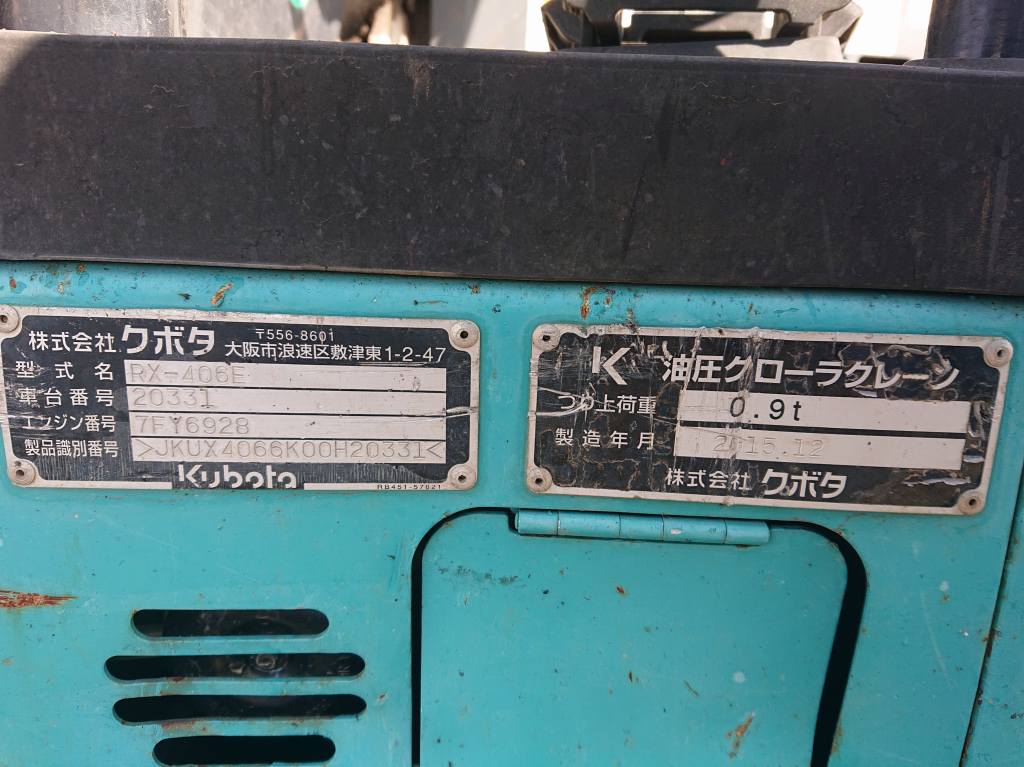 株式会社 クボタ
〒556-8601
大阪市浪速区敷津東1-2-47
型式名 RX-406E
車台番号 20331
エンジン番号 7FY6928
製品識別番号 >JKUX4066K00H20331<
Kubota
RB451-57621
K 油圧クローラクレーン
つり上荷重 0.9t
製造年月 2015.12
株式会社 クボタ